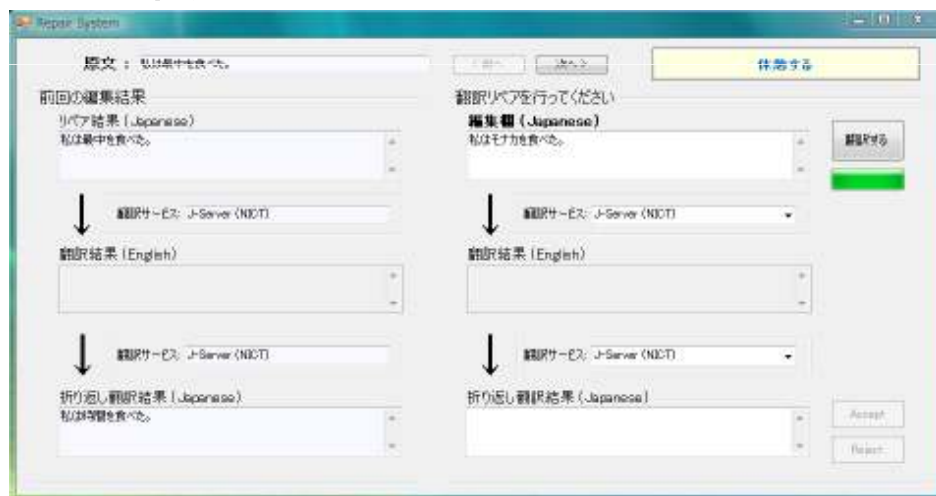 Repair System
原文 : 私は最中を食べた。
次へ>
休憩する
前回の編集結果
リペア結果 (Japanese)
私は最中を食べた。
翻訳サービス: J-Server (NICT)
翻訳結果 (English)
翻訳サービス: J-Server (NICT)
折り返し翻訳結果 (Japanese)
私は時間を食べた。
翻訳リペアを行ってください
編集欄 (Japanese)
私はモナカを食べた。
翻訳する
翻訳サービス: J-Server (NICT)
翻訳結果 (English)
翻訳サービス: J-Server (NICT)
折り返し翻訳結果 (Japanese)
Accept
Reject